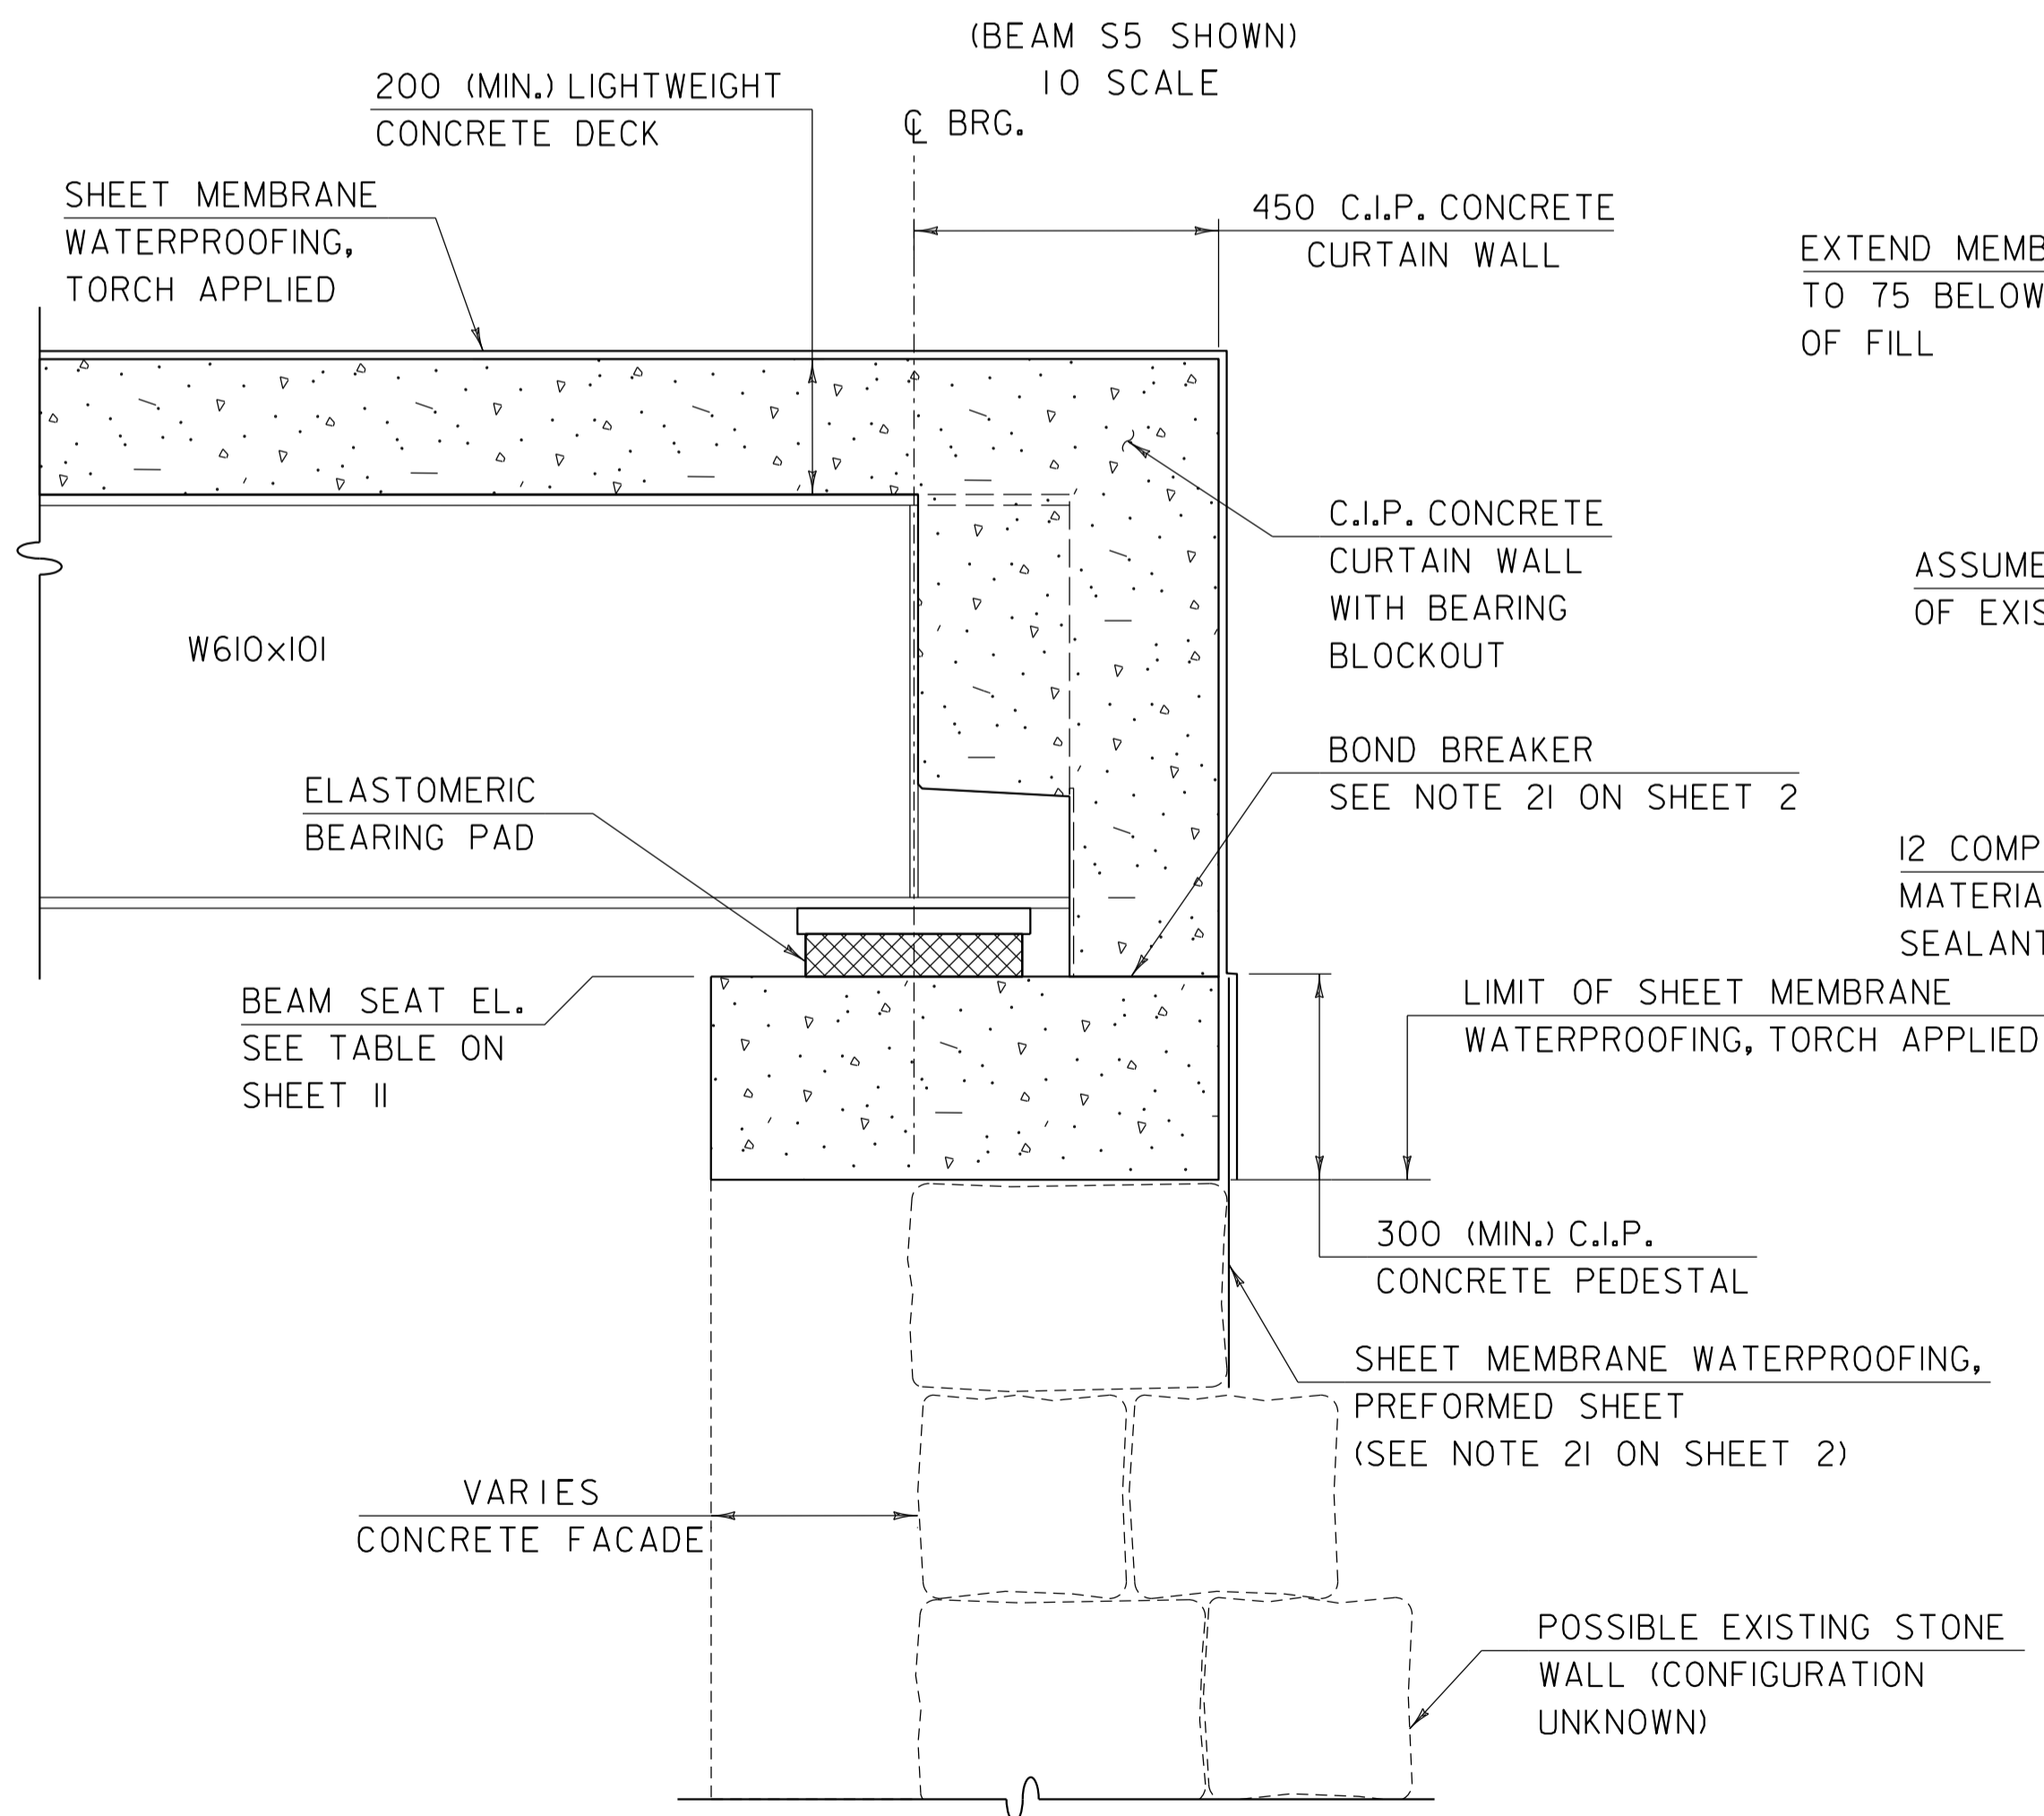 (BEAM S5 SHOWN)
10 SCALE
℄ BRG.
200 (MIN.) LIGHTWEIGHT
CONCRETE DECK
SHEET MEMBRANE
WATERPROOFING,
TORCH APPLIED
450 C.I.P. CONCRETE
CURTAIN WALL
EXTEND MEMB
TO 75 BELOW
OF FILL
C.I.P. CONCRETE
CURTAIN WALL
WITH BEARING
BLOCKOUT
ASSUME
OF EXIS
W610x101
BOND BREAKER
SEE NOTE 21 ON SHEET 2
ELASTOMERIC
BEARING PAD
12 COMP
MATERIA
SEALANT
BEAM SEAT EL.
SEE TABLE ON
SHEET 11
LIMIT OF SHEET MEMBRANE
WATERPROOFING, TORCH APPLIED
300 (MIN.) C.I.P.
CONCRETE PEDESTAL
SHEET MEMBRANE WATERPROOFING,
PREFORMED SHEET
(SEE NOTE 21 ON SHEET 2)
VARIES
CONCRETE FACADE
POSSIBLE EXISTING STONE
WALL (CONFIGURATION
UNKNOWN)